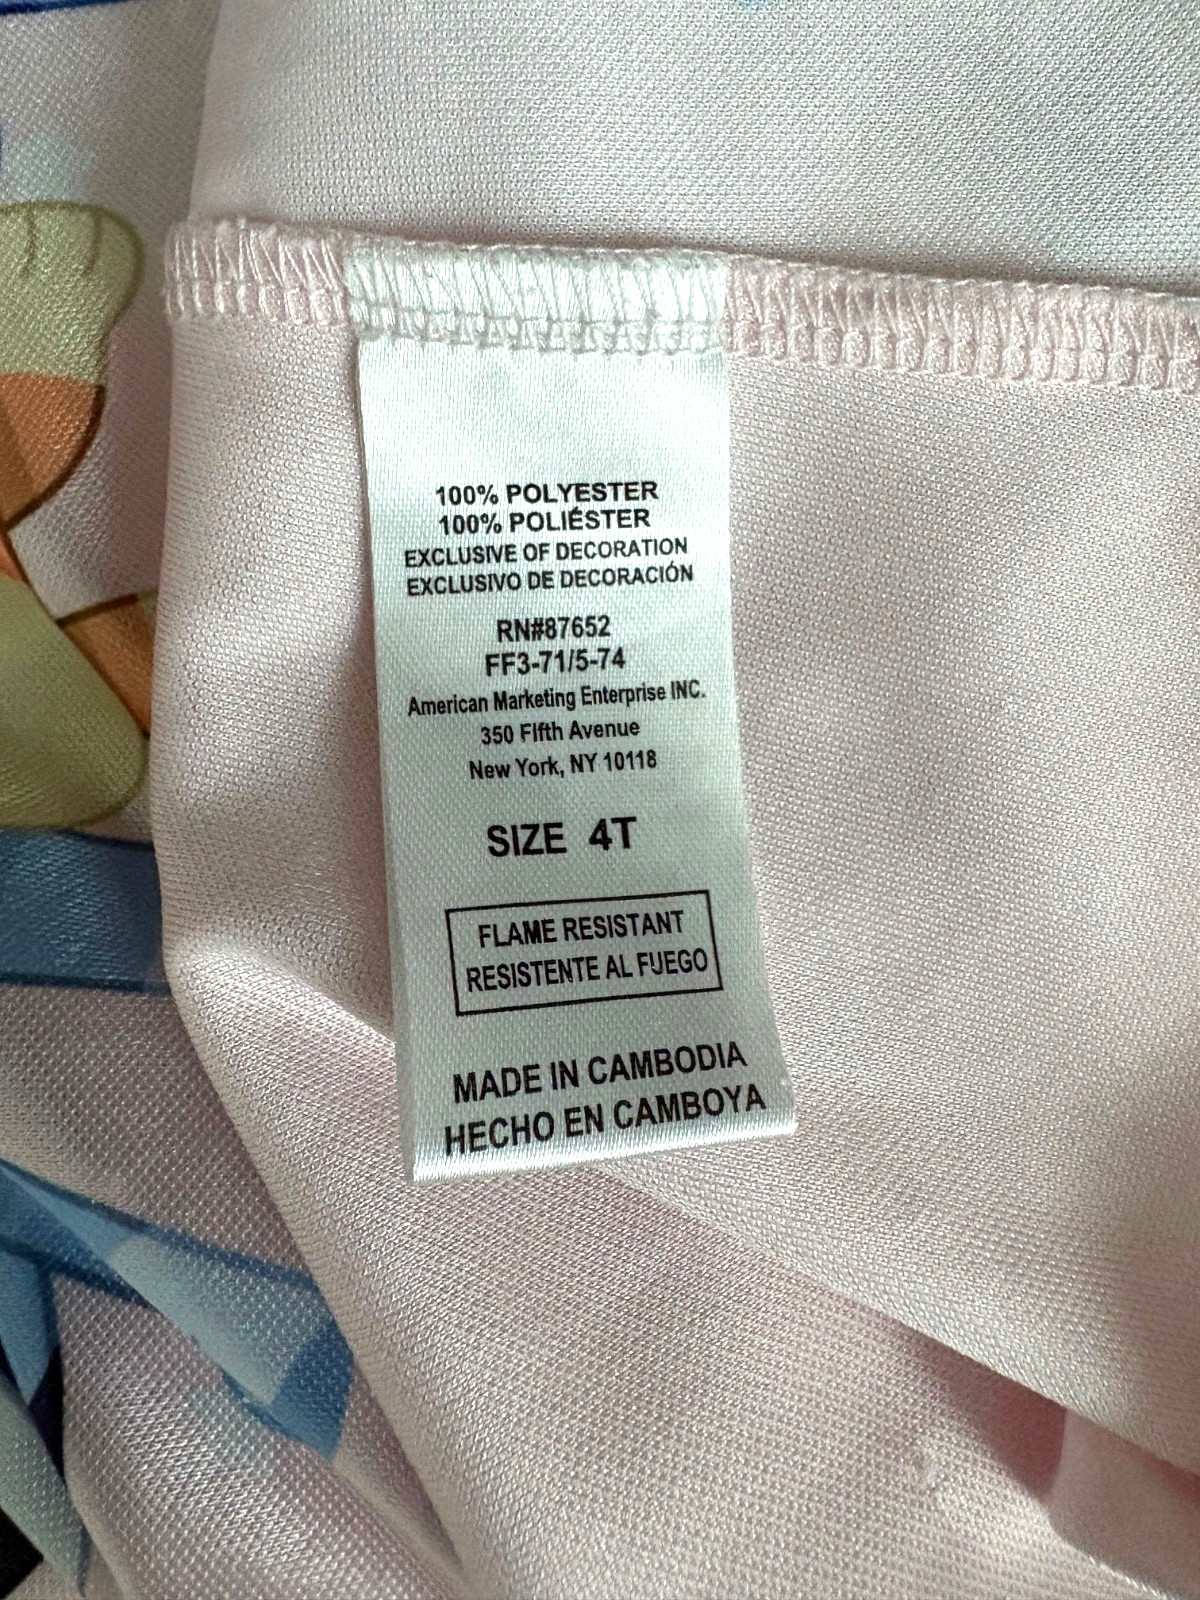 100% POLYESTER
100% POLIÉSTER
EXCLUSIVE OF DECORATION
EXCLUSIVO DE DECORACIÓN
RN#87652
FF3-71/5-74
American Marketing Enterprise INC.
350 Fifth Avenue
New York, NY 10118
SIZE 4T
FLAME RESISTANT
RESISTENTE AL FUEGO
MADE IN CAMBODIA
HECHO EN CAMBOYA